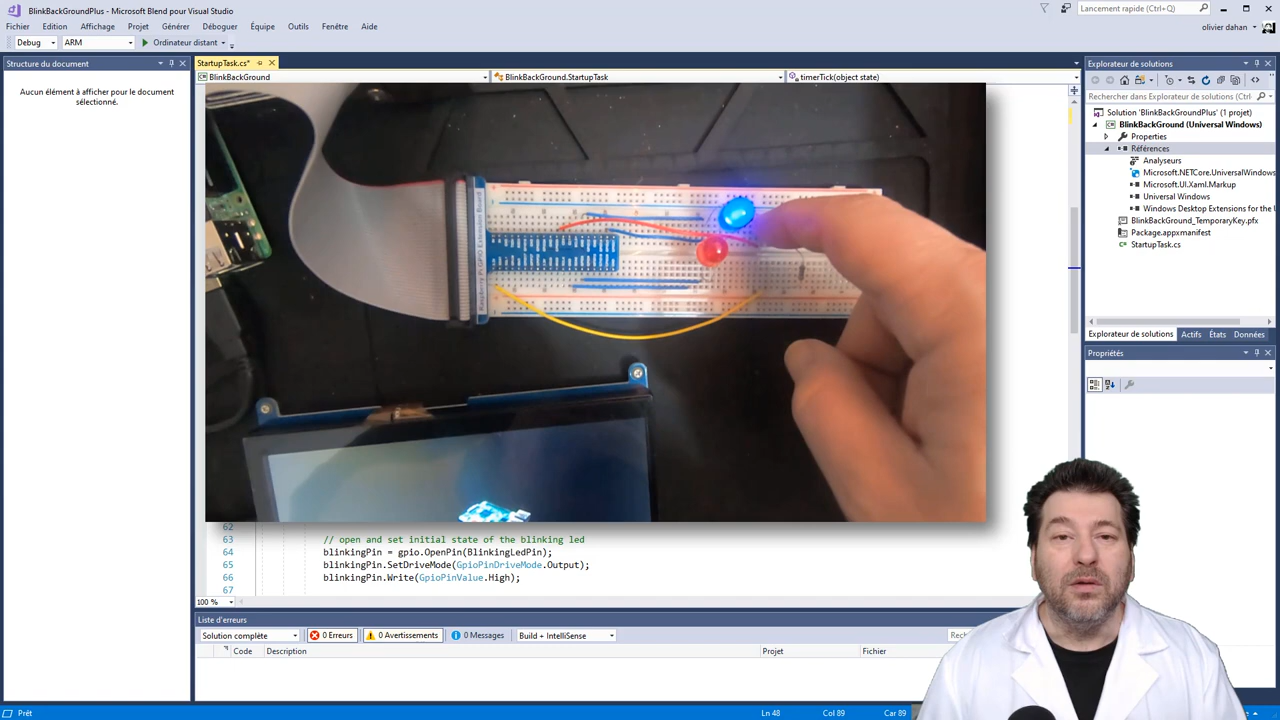 BlinkBackGroundPlus - Microsoft Blend pour Visual Studio
Lancement rapide (Ctrl+Q)
Fichier Edition Affichage Projet Générer Déboguer Équipe Outils Fenêtre Aide
olivier dahan
Debug ARM Ordinateur distant
Structure du document
StartupTask.cs*
Explorateur de solutions
BlinkBackGround
BlinkBackGround.StartupTask
timerTick(object state)
Aucun élément à afficher pour le document
sélectionné.
Rechercher dans Explorateur de solutions (Ctrl+
Solution 'BlinkBackGroundPlus' (1 projet)
BlinkBackGround (Universal Windows)
Properties
Références
Analyseurs
Microsoft.NETCore.UniversalWindows
Microsoft.UI.Xaml.Markup
Universal Windows
Windows Desktop Extensions for the U
BlinkBackGround_TemporaryKey.pfx
Package.appxmanifest
StartupTask.cs
Raspberry Pi GPIO Extension Board
Explorateur de solutions Actifs États Données
Propriétés
62
63 // open and set initial state of the blinking led
64 blinkingPin = gpio.OpenPin(BlinkingLedPin);
65 blinkingPin.SetDriveMode(GpioPinDriveMode.Output);
66 blinkingPin.Write(GpioPinValue.High);
67
100 %
Liste d'erreurs
Solution complète 0 Erreurs 0 Avertissements 0 Messages Build + IntelliSense Rech
Code Description Projet Fichier
Prêt Ln 48 Col 89 Car 89